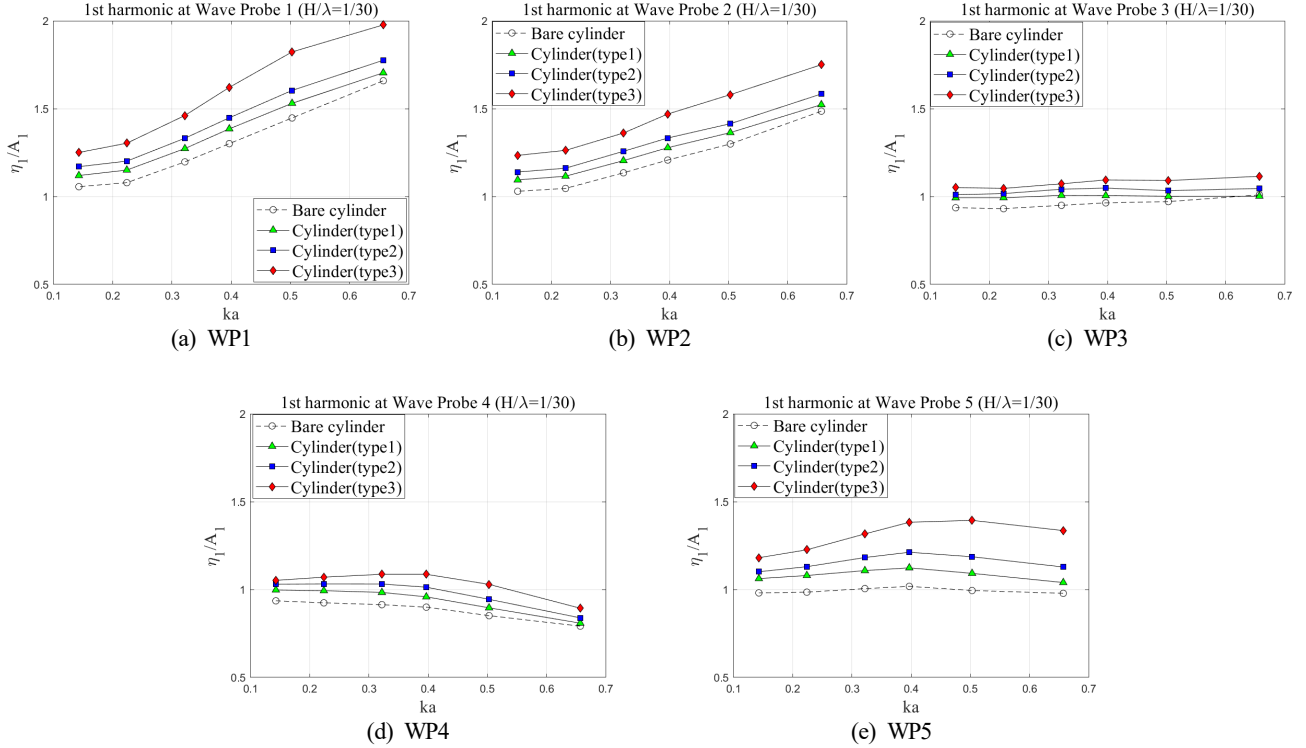 1st harmonic at Wave Probe 1 (H/λ=1/30)
2
1.5
1
0.5
η1/A1
Bare cylinder
Cylinder(type1)
Cylinder(type2)
Cylinder(type3)
0.1 0.2 0.3 0.4 0.5 0.6 0.7
ka
(a) WP1
1st harmonic at Wave Probe 2 (H/λ=1/30)
2
1.5
1
0.5
η1/A1
Bare cylinder
Cylinder(type1)
Cylinder(type2)
Cylinder(type3)
0.1 0.2 0.3 0.4 0.5 0.6 0.7
ka
(b) WP2
1st harmonic at Wave Probe 3 (H/λ=1/30)
2
1.5
1
0.5
η1/A1
Bare cylinder
Cylinder(type1)
Cylinder(type2)
Cylinder(type3)
0.1 0.2 0.3 0.4 0.5 0.6 0.7
ka
(c) WP3
1st harmonic at Wave Probe 4 (H/λ=1/30)
2
1.5
1
0.5
η1/A1
Bare cylinder
Cylinder(type1)
Cylinder(type2)
Cylinder(type3)
0.1 0.2 0.3 0.4 0.5 0.6 0.7
ka
(d) WP4
1st harmonic at Wave Probe 5 (H/λ=1/30)
2
1.5
1
0.5
η1/A1
Bare cylinder
Cylinder(type1)
Cylinder(type2)
Cylinder(type3)
0.1 0.2 0.3 0.4 0.5 0.6 0.7
ka
(e) WP5